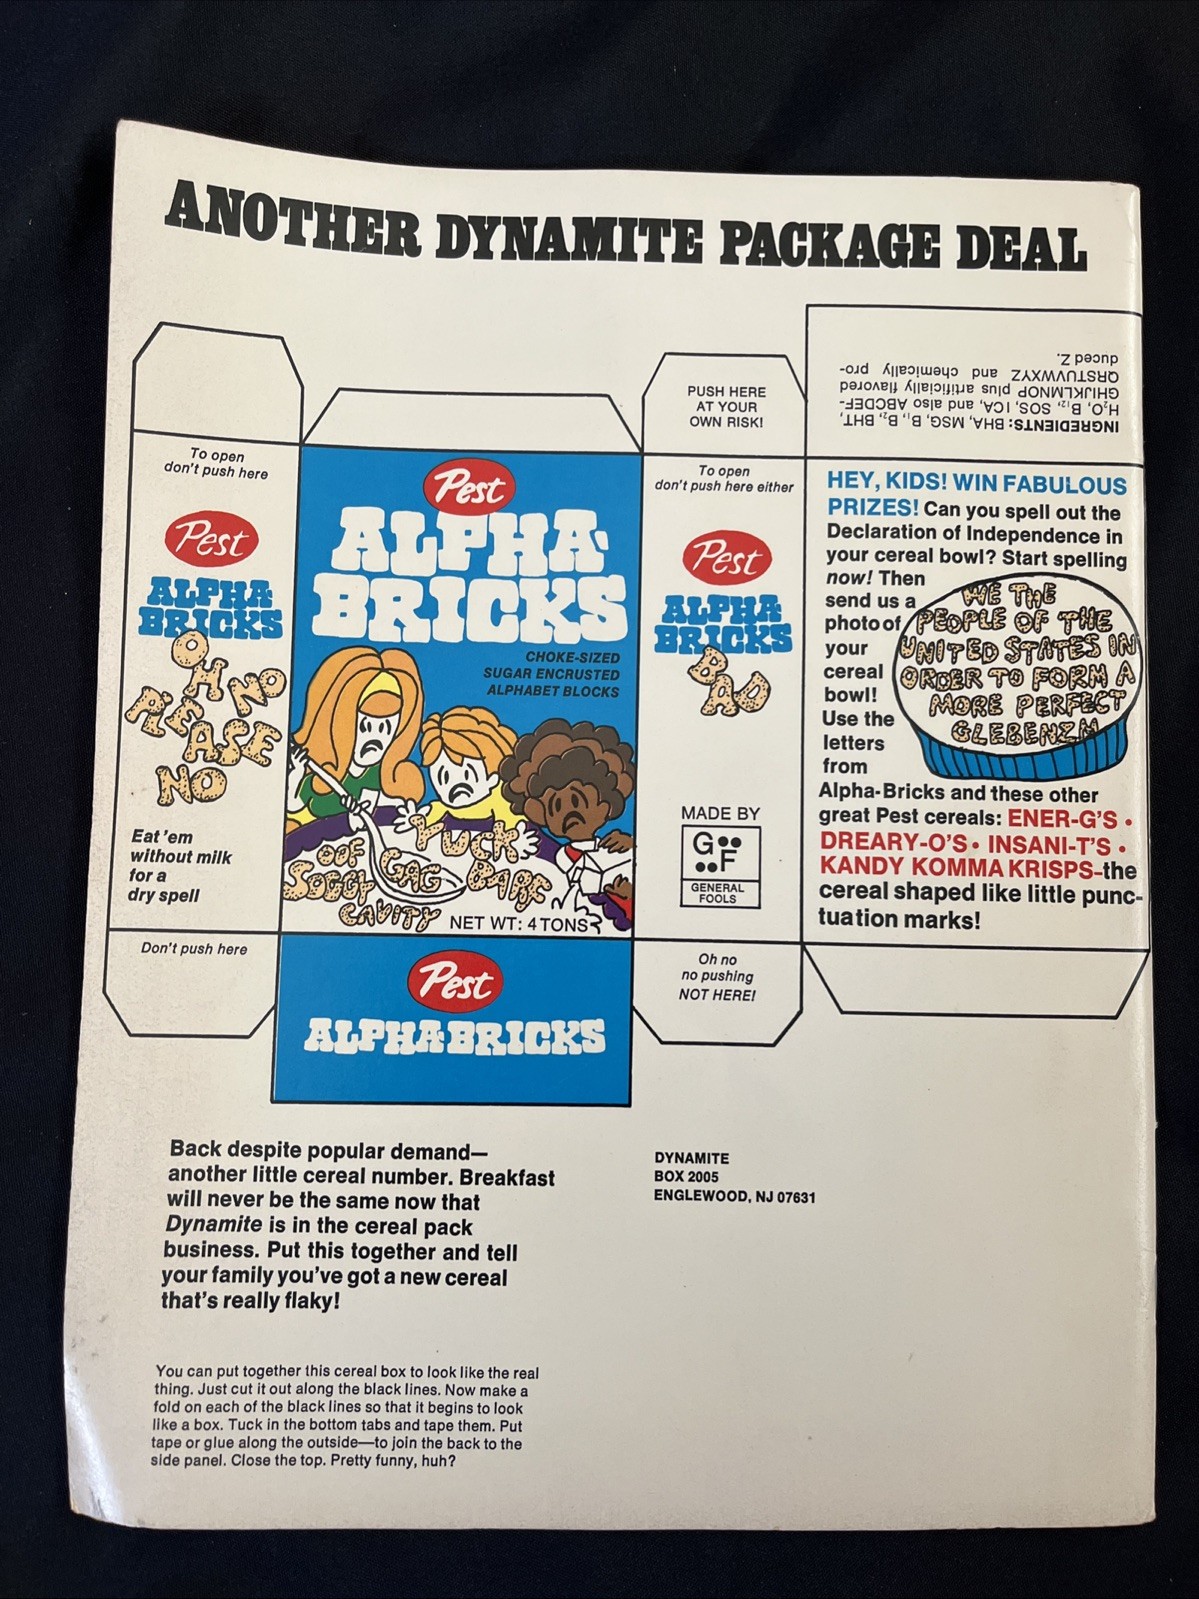 ANOTHER DYNAMITE PACKAGE DEAL
To open
don't push here
Pest
ALPHA
BRICKS
OH NO
PLEASE
NO
Eat 'em
without milk
for a
dry spell
Don't push here
Pest
ALPHA-
BRICKS
CHOKE-SIZED
SUGAR ENCRUSTED
ALPHABET BLOCKS
YUCK
OOF
GAG
BARF
SOGGY
CAVITY
NET WT: 4 TONS
Pest
ALPHA-BRICKS
PUSH HERE
AT YOUR
OWN RISK!
To open
don't push here either
Pest
ALPHA
BRICKS
BAD
MADE BY
G
F
GENERAL
FOOLS
Oh no
no pushing
NOT HERE!
INGREDIENTS: BHA, MSG, B₁, B₂, BHT,
H₂O, B₁₂, SOS, ICA, and also ABCDEF-
GHIJKLMNOP plus artificially flavored
QRSTUVWXYZ and chemically pro-
duced Z.
HEY, KIDS! WIN FABULOUS
PRIZES! Can you spell out the
Declaration of Independence in
your cereal bowl? Start spelling
now! Then
send us a
photo of
your
cereal
bowl!
Use the
letters
from
WE THE
PEOPLE OF THE
UNITED STATES IN
ORDER TO FORM A
MORE PERFECT
GLEBENZM
Alpha-Bricks and these other
great Pest cereals: ENER-G'S •
DREARY-O'S • INSANI-T'S •
KANDY KOMMA KRISPS–the
cereal shaped like little punc-
tuation marks!
Back despite popular demand—
another little cereal number. Breakfast
will never be the same now that
Dynamite is in the cereal pack
business. Put this together and tell
your family you've got a new cereal
that's really flaky!
DYNAMITE
BOX 2005
ENGLEWOOD, NJ 07631
You can put together this cereal box to look like the real
thing. Just cut it out along the black lines. Now make a
fold on each of the black lines so that it begins to look
like a box. Tuck in the bottom tabs and tape them. Put
tape or glue along the outside—to join the back to the
side panel. Close the top. Pretty funny, huh?